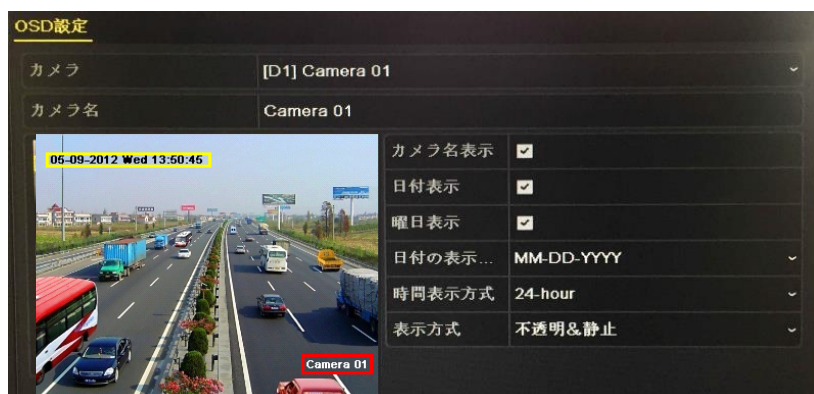 OSD設定
カメラ [D1] Camera 01
カメラ名 Camera 01
05-09-2012 Wed 13:50:45
カメラ名表示
日付表示
曜日表示
日付の表示... MM-DD-YYYY
時間表示方式 24-hour
表示方式 不透明&静止
Camera 01